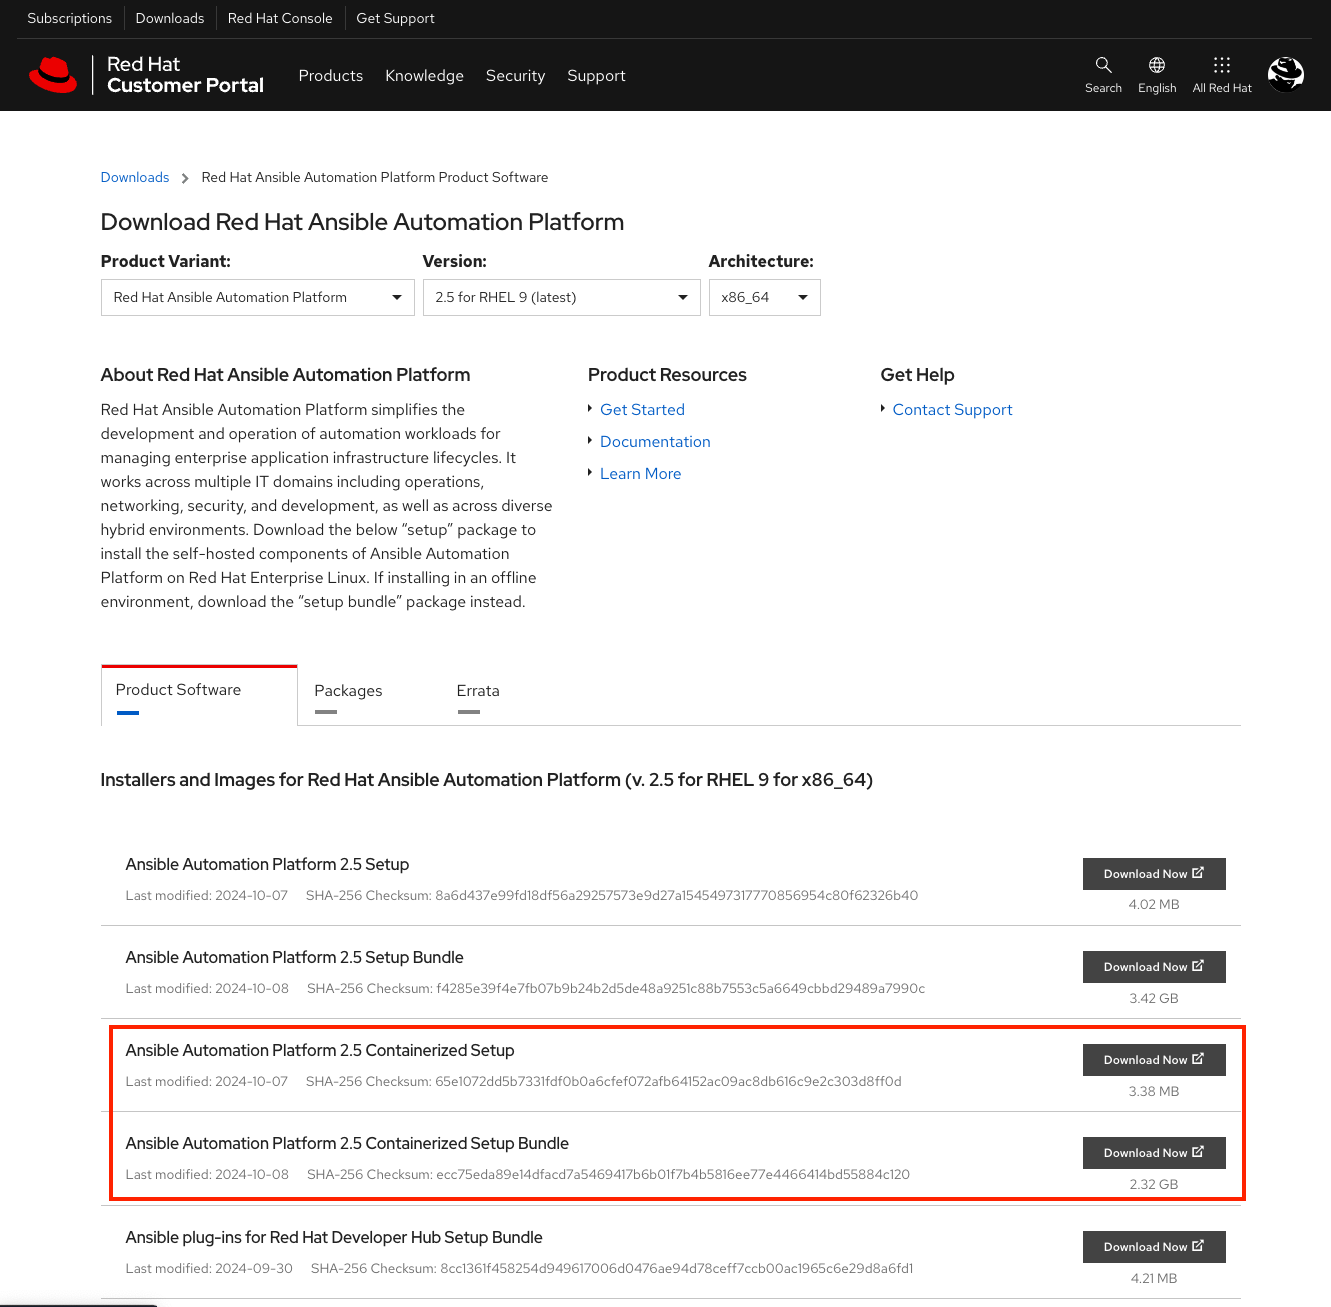 Subscriptions Downloads Red Hat Console Get Support
Red Hat
Customer Portal
Products Knowledge Security Support
Search English All Red Hat
Downloads Red Hat Ansible Automation Platform Product Software
Download Red Hat Ansible Automation Platform
Product Variant: Version: Architecture:
Red Hat Ansible Automation Platform 2.5 for RHEL 9 (latest) x86_64
About Red Hat Ansible Automation Platform
Red Hat Ansible Automation Platform simplifies the
development and operation of automation workloads for
managing enterprise application infrastructure lifecycles. It
works across multiple IT domains including operations,
networking, security, and development, as well as across diverse
hybrid environments. Download the below “setup” package to
install the self-hosted components of Ansible Automation
Platform on Red Hat Enterprise Linux. If installing in an offline
environment, download the “setup bundle” package instead.
Product Resources
Get Started
Documentation
Learn More
Get Help
Contact Support
Product Software Packages Errata
Installers and Images for Red Hat Ansible Automation Platform (v. 2.5 for RHEL 9 for x86_64)
Ansible Automation Platform 2.5 Setup
Last modified: 2024-10-07 SHA-256 Checksum: 8a6d437e99fd18df56a29257573e9d27a1545497317770856954c80f62326b40
Download Now
4.02 MB
Ansible Automation Platform 2.5 Setup Bundle
Last modified: 2024-10-08 SHA-256 Checksum: f4285e39f4e7fb07b9b24b2d5de48a9251c88b7553c5a6649cbbd29489a7990c
Download Now
3.42 GB
Ansible Automation Platform 2.5 Containerized Setup
Last modified: 2024-10-07 SHA-256 Checksum: 65e1072dd5b7331fdf0b0a6cfef072afb64152ac09ac8db616c9e2c303d8ff0d
Download Now
3.38 MB
Ansible Automation Platform 2.5 Containerized Setup Bundle
Last modified: 2024-10-08 SHA-256 Checksum: ecc75eda89e14dfacd7a5469417b6b01f7b4b5816ee77e4466414bd55884c120
Download Now
2.32 GB
Ansible plug-ins for Red Hat Developer Hub Setup Bundle
Last modified: 2024-09-30 SHA-256 Checksum: 8cc1361f458254d949617006d0476ae94d78ceff7ccb00ac1965c6e29d8a6fd1
Download Now
4.21 MB